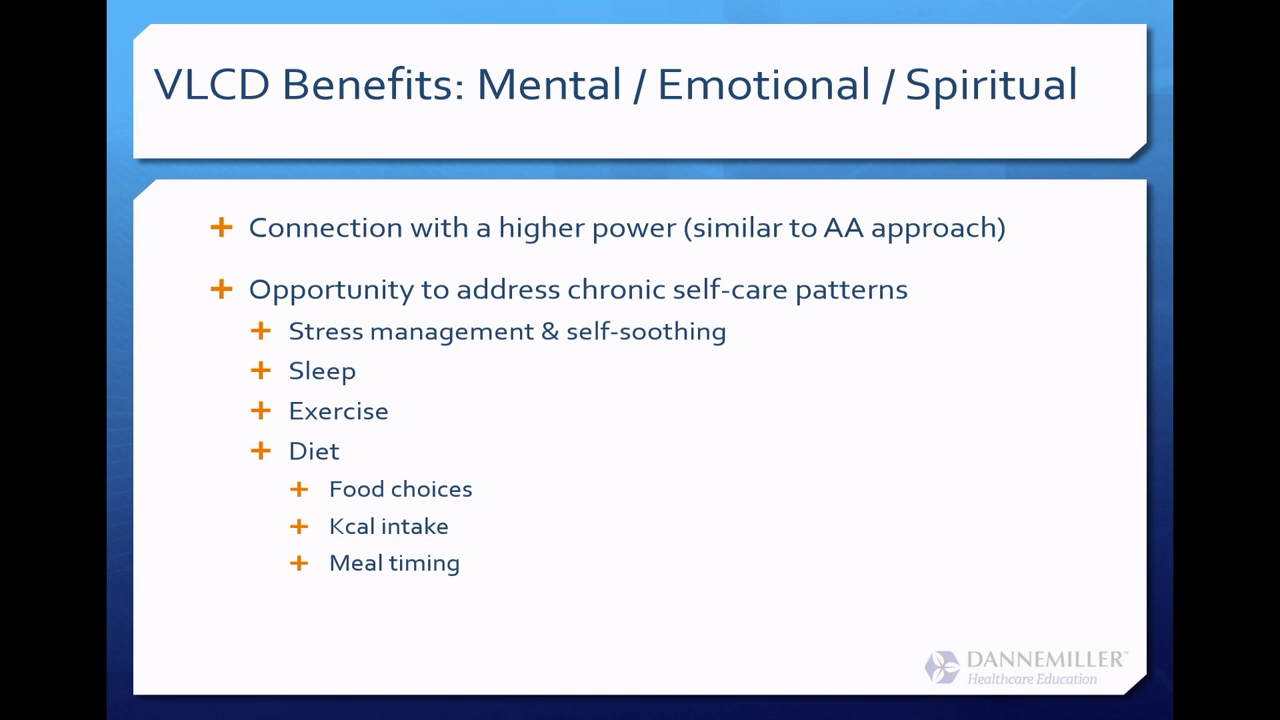 VLCD Benefits: Mental / Emotional / Spiritual
Connection with a higher power (similar to AA approach)
Opportunity to address chronic self-care patterns
Stress management & self-soothing
Sleep
Exercise
Diet
Food choices
Kcal intake
Meal timing
DANNEMILLER™
Healthcare Education